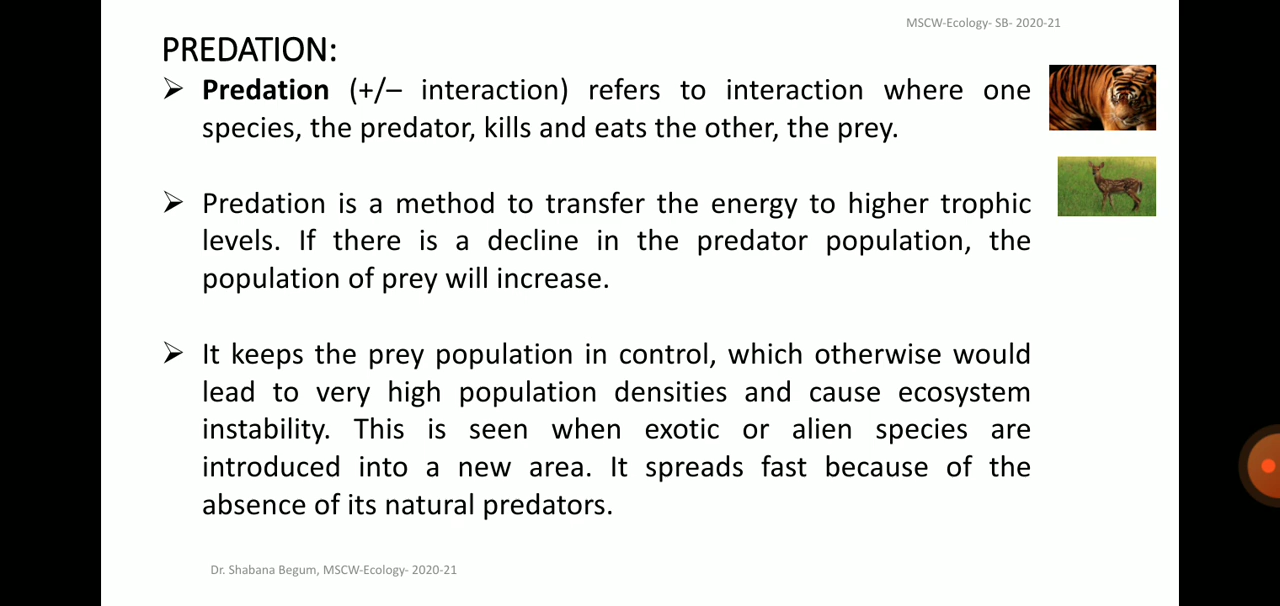 MSCW-Ecology- SB- 2020-21
PREDATION:
➢ Predation (+/– interaction) refers to interaction where one
species, the predator, kills and eats the other, the prey.
➢ Predation is a method to transfer the energy to higher trophic
levels. If there is a decline in the predator population, the
population of prey will increase.
➢ It keeps the prey population in control, which otherwise would
lead to very high population densities and cause ecosystem
instability. This is seen when exotic or alien species are
introduced into a new area. It spreads fast because of the
absence of its natural predators.
Dr. Shabana Begum, MSCW-Ecology- 2020-21